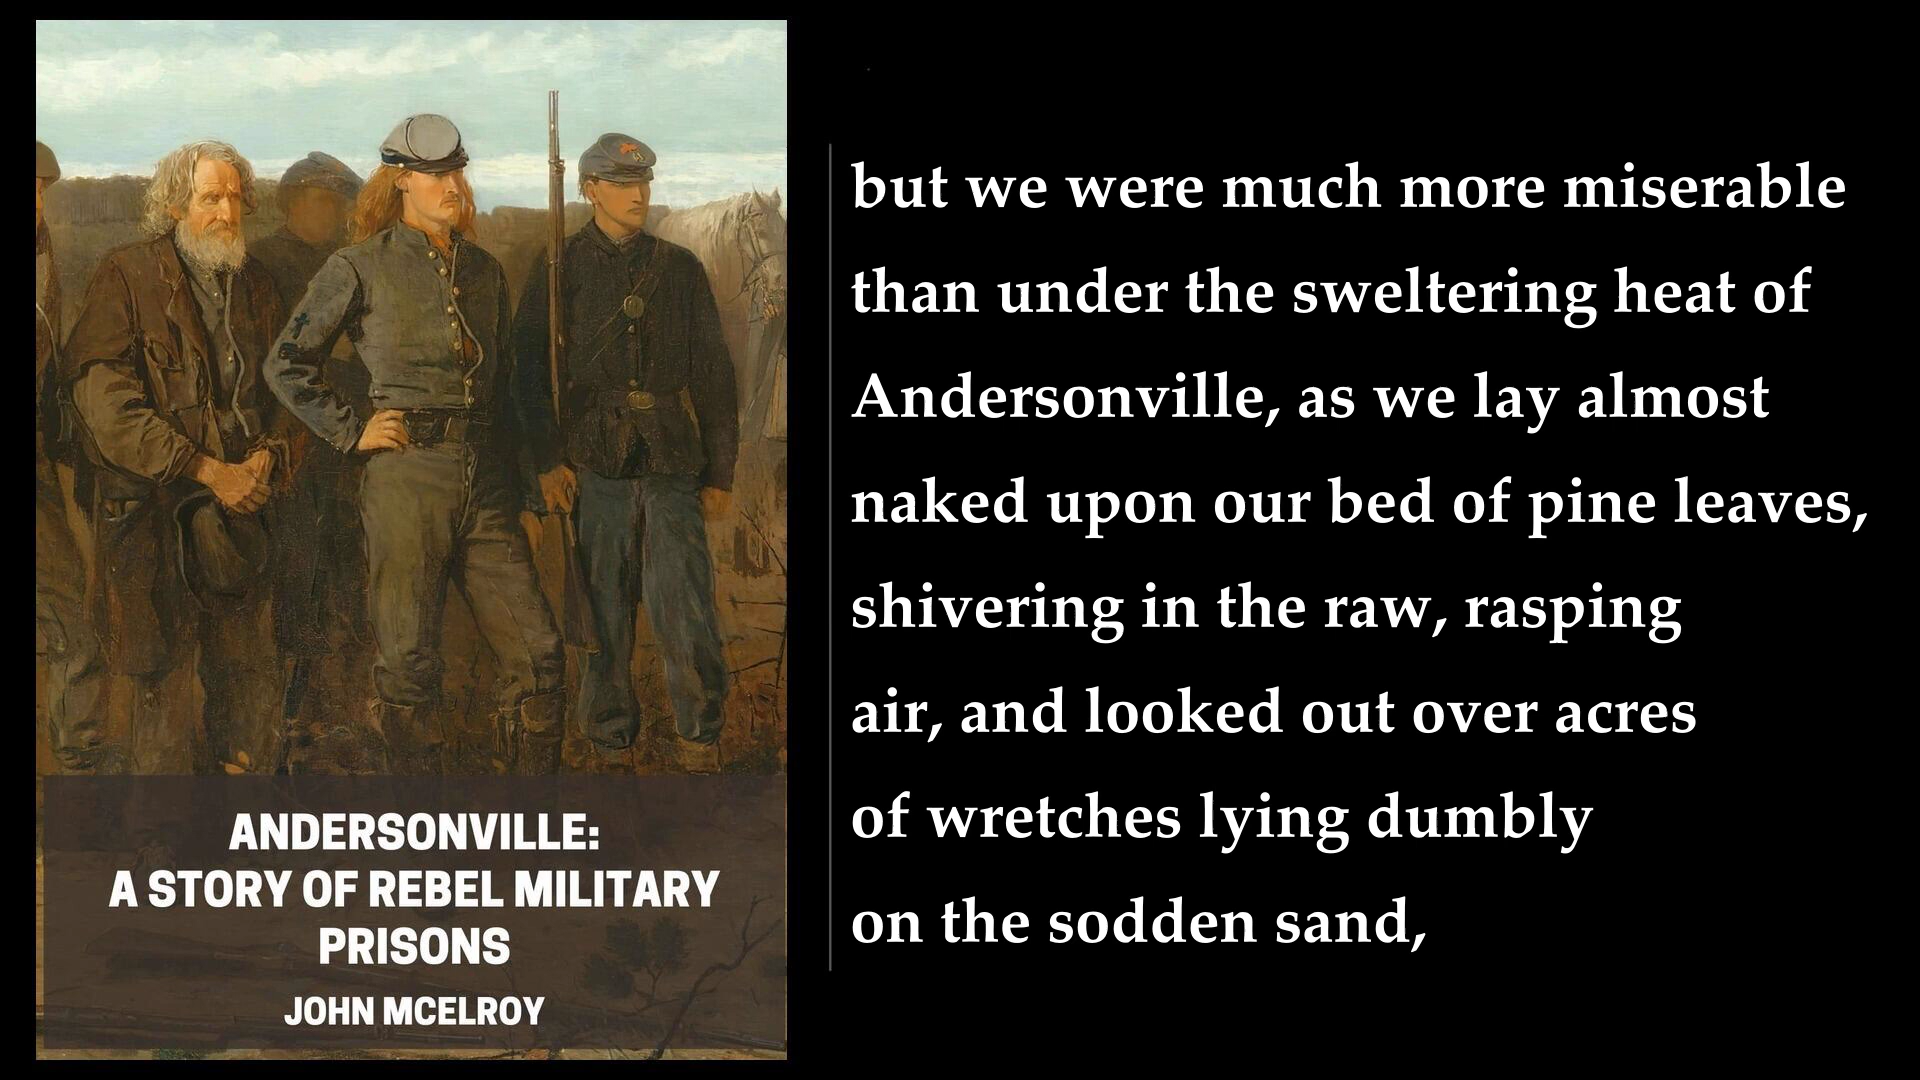 ANDERSONVILLE:
A STORY OF REBEL MILITARY
PRISONS
JOHN MCELROY
but we were much more miserable
than under the sweltering heat of
Andersonville, as we lay almost
naked upon our bed of pine leaves,
shivering in the raw, rasping
air, and looked out over acres
of wretches lying dumbly
on the sodden sand,